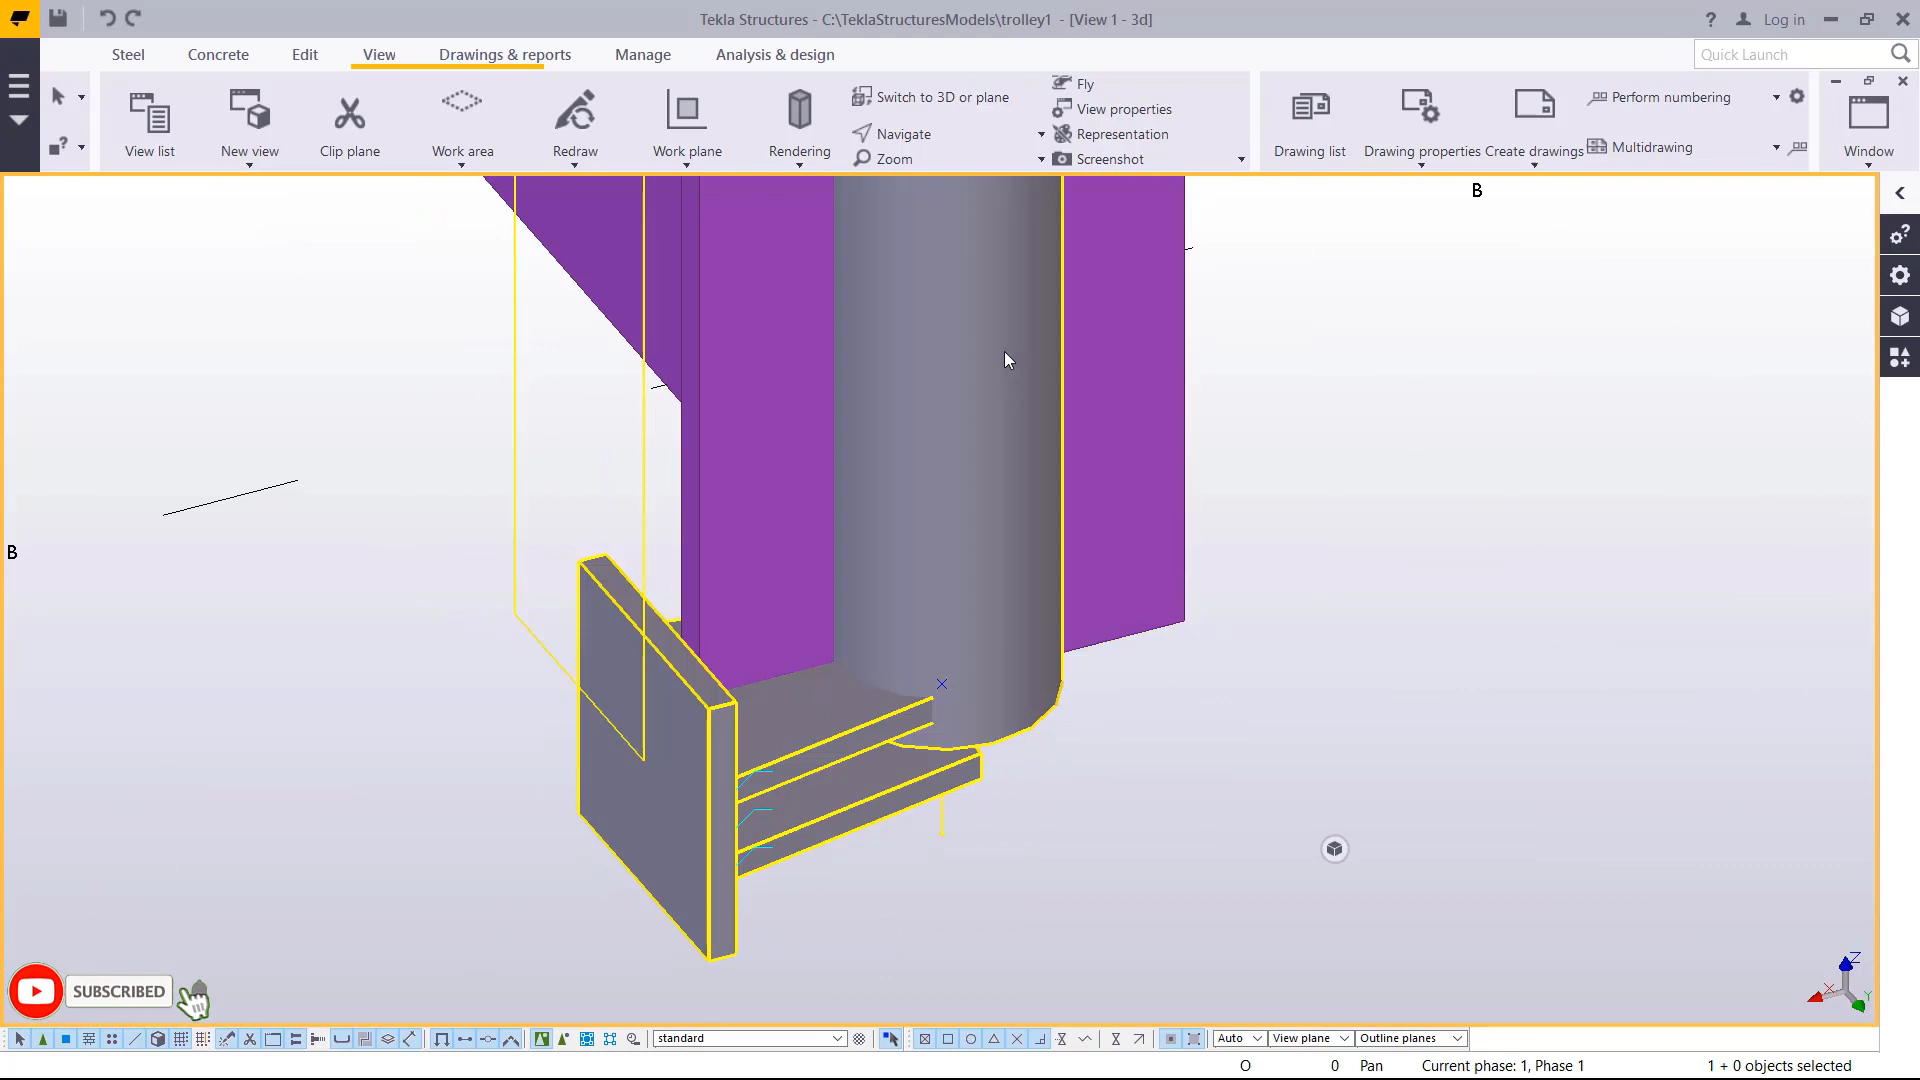 Tekla Structures - C:\TeklaStructuresModels\trolley1 - [View 1 - 3d]
? Log in
Steel Concrete Edit View Drawings & reports Manage Analysis & design
Quick Launch
View list
New view
Clip plane
Work area
Redraw
Work plane
Rendering
Switch to 3D or plane
Navigate
Zoom
Fly
View properties
Representation
Screenshot
Drawing list
Drawing properties
Create drawings
Perform numbering
Multidrawing
Window
B
B
Z
X
Y
SUBSCRIBED
standard
Auto
View plane
Outline planes
O 0 Pan Current phase: 1, Phase 1 1 + 0 objects selected